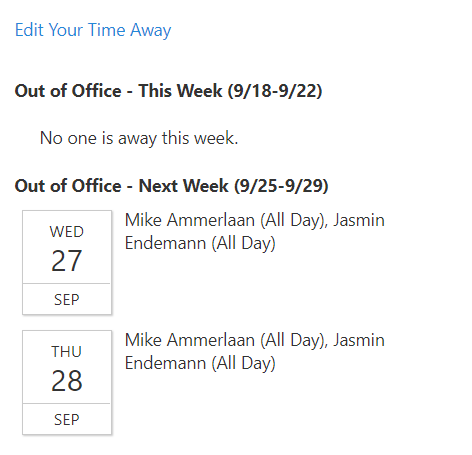 Edit Your Time Away
Out of Office - This Week (9/18-9/22)
No one is away this week.
Out of Office - Next Week (9/25-9/29)
WED
27
SEP
Mike Ammerlaan (All Day), Jasmin
Endemann (All Day)
THU
28
SEP
Mike Ammerlaan (All Day), Jasmin
Endemann (All Day)